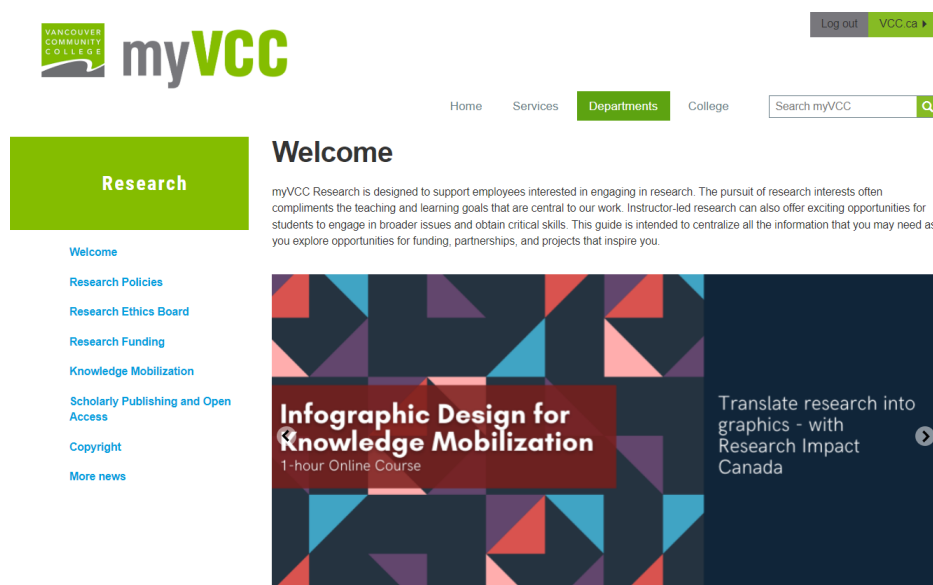 VANCOUVER
COMMUNITY
COLLEGE
myVCC
Log out
VCC.ca
Home
Services
Departments
College
Search myVCC
Research
Welcome
Research Policies
Research Ethics Board
Research Funding
Knowledge Mobilization
Scholarly Publishing and Open
Access
Copyright
More news
Welcome
myVCC Research is designed to support employees interested in engaging in research. The pursuit of research interests often
compliments the teaching and learning goals that are central to our work. Instructor-led research can also offer exciting opportunities for
students to engage in broader issues and obtain critical skills. This guide is intended to centralize all the information that you may need as
you explore opportunities for funding, partnerships, and projects that inspire you.
Infographic Design for
Knowledge Mobilization
1-hour Online Course
Translate research into
graphics - with
Research Impact
Canada